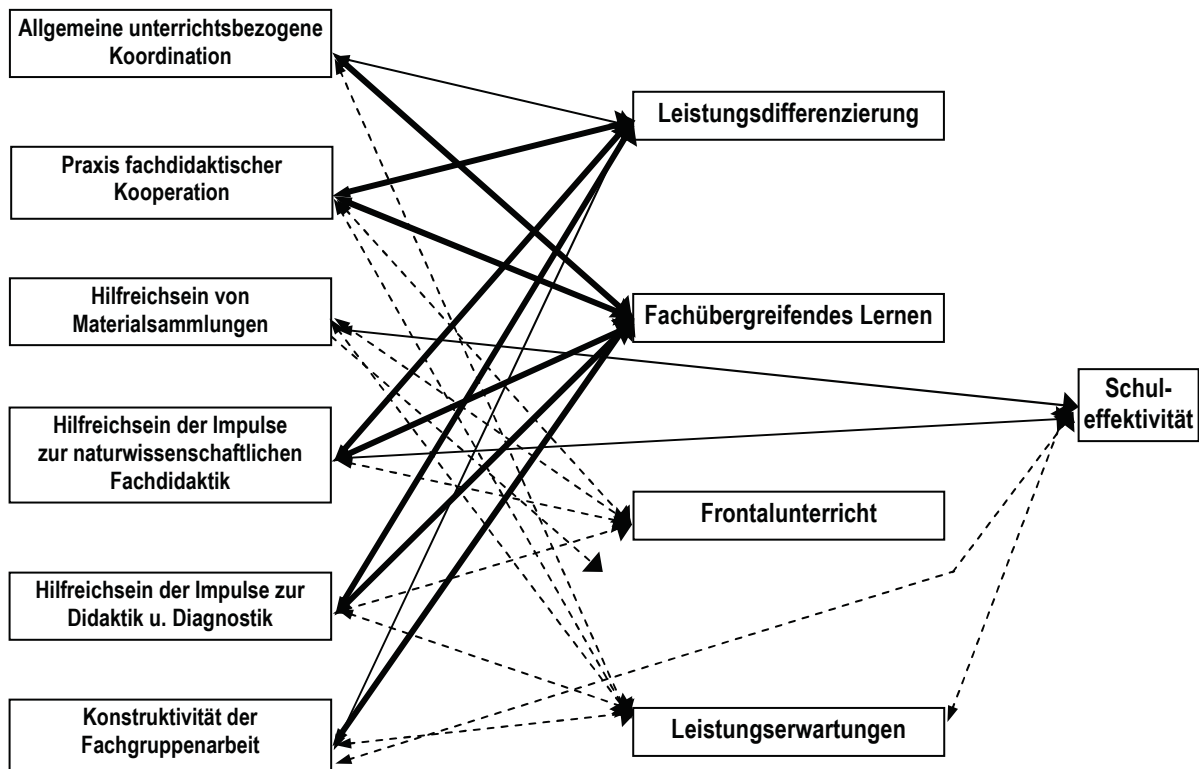 Allgemeine unterrichtsbezogene
Koordination
Praxis fachdidaktischer
Kooperation
Hilfreichsein von
Materialsammlungen
Hilfreichsein der Impulse
zur naturwissenschaftlichen
Fachdidaktik
Hilfreichsein der Impulse zur
Didaktik u. Diagnostik
Konstruktivität der
Fachgruppenarbeit
Leistungsdifferenzierung
Fachübergreifendes Lernen
Frontalunterricht
Leistungserwartungen
Schul-
effektivität